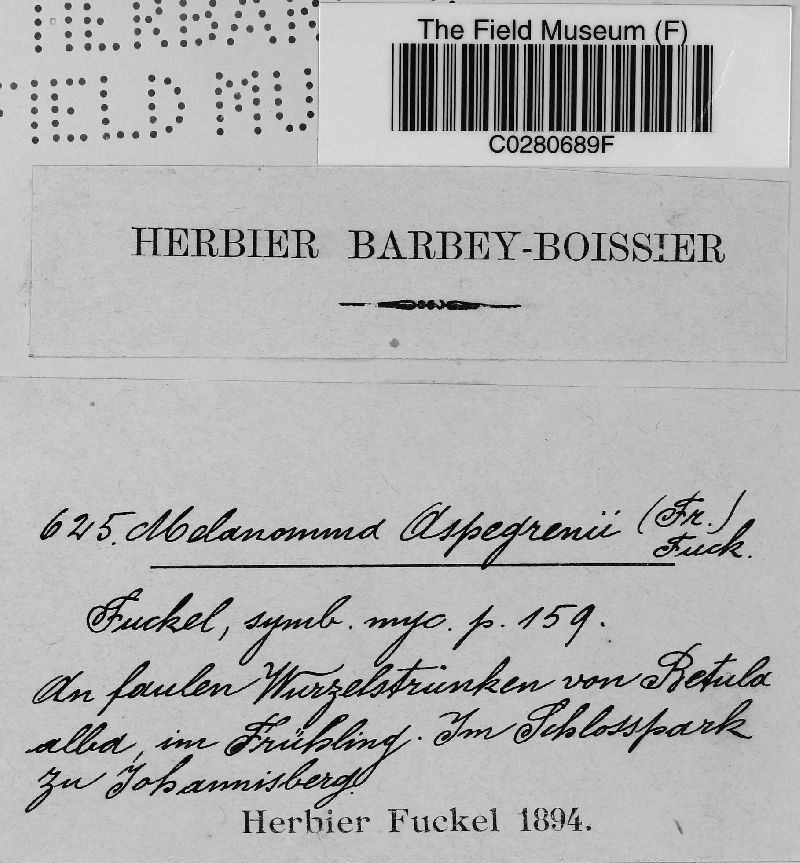 HERBAR
FIELD MU
The Field Museum (F)
C0280689F
HERBIER BARBEY-BOISSIER
625. Melanomma Aspegrenii (Fr.) Fuck.
Fuckel, symb. myc. p. 159.
An faulen Wurzelstrünken von Betula
alba, im Frühling. Im Schlosspark
zu Johannisberg.
Herbier Fuckel 1894.